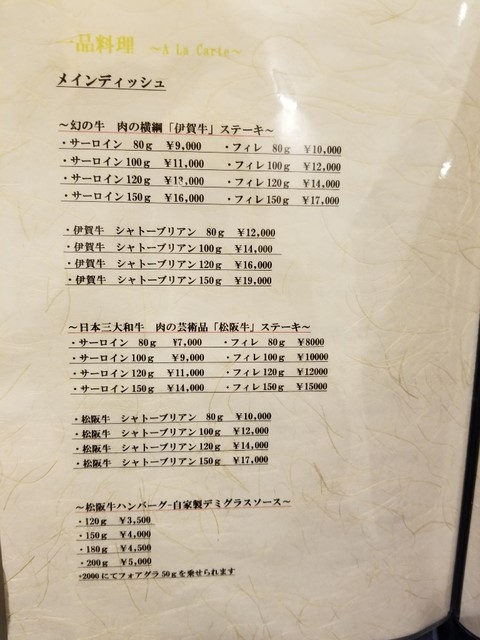 一品料理 ～A La Carte～
メインディッシュ
～幻の牛 肉の横綱「伊賀牛」ステーキ～
・サーロイン 80g ¥9,000 ・フィレ 80g ¥10,000
・サーロイン 100g ¥11,000 ・フィレ 100g ¥12,000
・サーロイン 120g ¥13,000 ・フィレ 120g ¥14,000
・サーロイン 150g ¥16,000 ・フィレ 150g ¥17,000
・伊賀牛 シャトーブリアン 80g ¥12,000
・伊賀牛 シャトーブリアン 100g ¥14,000
・伊賀牛 シャトーブリアン 120g ¥16,000
・伊賀牛 シャトーブリアン 150g ¥19,000
～日本三大和牛 肉の芸術品「松阪牛」ステーキ～
・サーロイン 80g ¥7,000 ・フィレ 80g ¥8000
・サーロイン 100g ¥9,000 ・フィレ 100g ¥10000
・サーロイン 120g ¥11,000 ・フィレ 120g ¥12000
・サーロイン 150g ¥14,000 ・フィレ 150g ¥15000
・松阪牛 シャトーブリアン 80g ¥10,000
・松阪牛 シャトーブリアン 100g ¥12,000
・松阪牛 シャトーブリアン 120g ¥14,000
・松阪牛 シャトーブリアン 150g ¥17,000
～松阪牛ハンバーグ-自家製デミグラスソース～
・120g ¥3,500
・150g ¥4,000
・180g ¥4,500
・200g ¥5,000
+2000にてフォアグラ50gを乗せられます